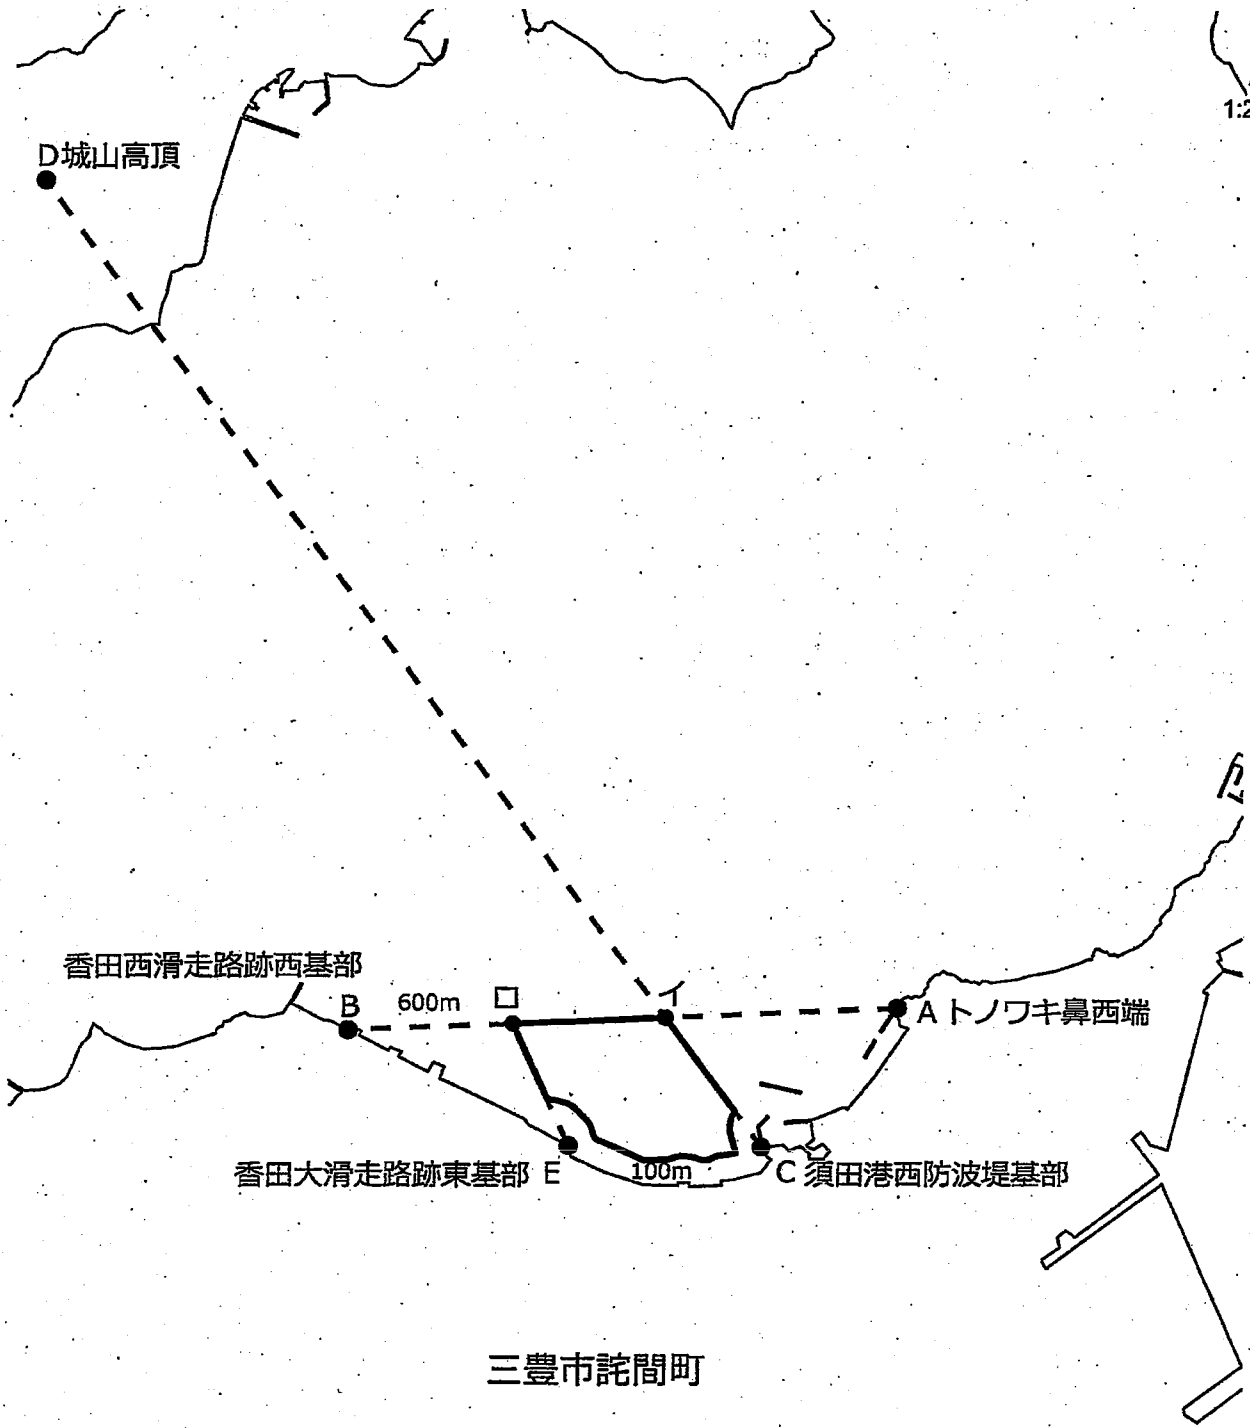 1:2
D城山高頂
香田西滑走路跡西基部
B
600m
ロ
イ
A トノワキ鼻西端
香田大滑走路跡東基部 E
100m
C 須田港西防波堤基部
三豊市詫間町